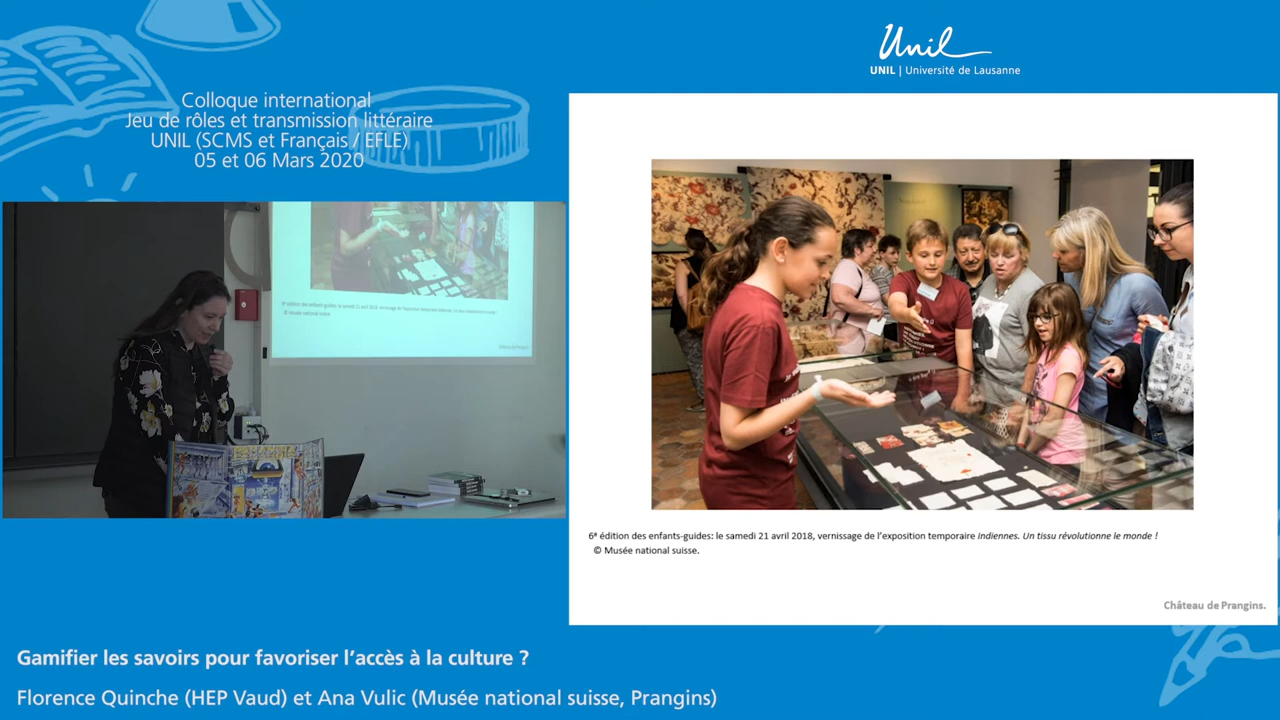 Unil
UNIL | Université de Lausanne
Colloque international
Jeu de rôles et transmission littéraire
UNIL (SCMS et Français / EFLE)
05 et 06 Mars 2020
6ᵉ édition des enfants-guides: le samedi 21 avril 2018, vernissage de l'exposition temporaire Indiennes. Un tissu révolutionne le monde !
© Musée national suisse.
Château de Prangins.
Gamifier les savoirs pour favoriser l'accès à la culture ?
Florence Quinche (HEP Vaud) et Ana Vulic (Musée national suisse, Prangins)